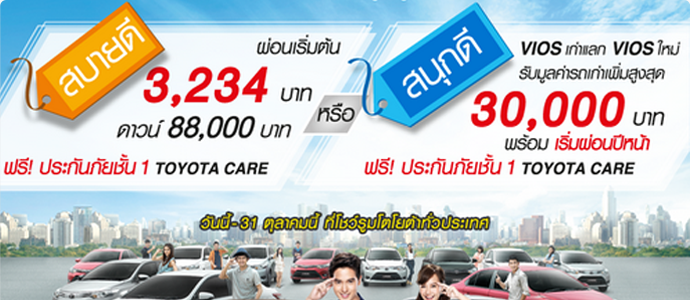 สบายดี
ผ่อนเริ่มต้น
3,234 บาท
ดาวน์ 88,000 บาท
ฟรี! ประกันภัยชั้น 1 TOYOTA CARE
หรือ
สนุกดี
VIOS เก่าแลก VIOS ใหม่
รับมูลค่ารถเก่าเพิ่มสูงสุด
30,000 บาท
พร้อม เริ่มผ่อนปีหน้า
ฟรี! ประกันภัยชั้น 1 TOYOTA CARE
วันนี้-31 ตุลาคมนี้ ที่โชว์รูมโตโยต้าทั่วประเทศ